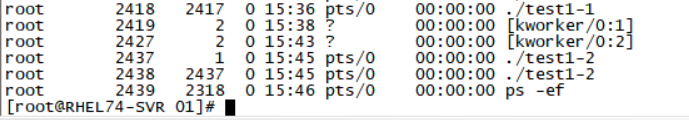 root 2418 2417 0 15:36 pts/0 00:00:00 ./test1-1
root 2419 2 0 15:38 ? 00:00:00 [kworker/0:1]
root 2427 2 0 15:43 ? 00:00:00 [kworker/0:2]
root 2437 1 0 15:45 pts/0 00:00:00 ./test1-2
root 2438 2437 0 15:45 pts/0 00:00:00 ./test1-2
root 2439 2318 0 15:46 pts/0 00:00:00 ps -ef
[root@RHEL74-SVR 01]#